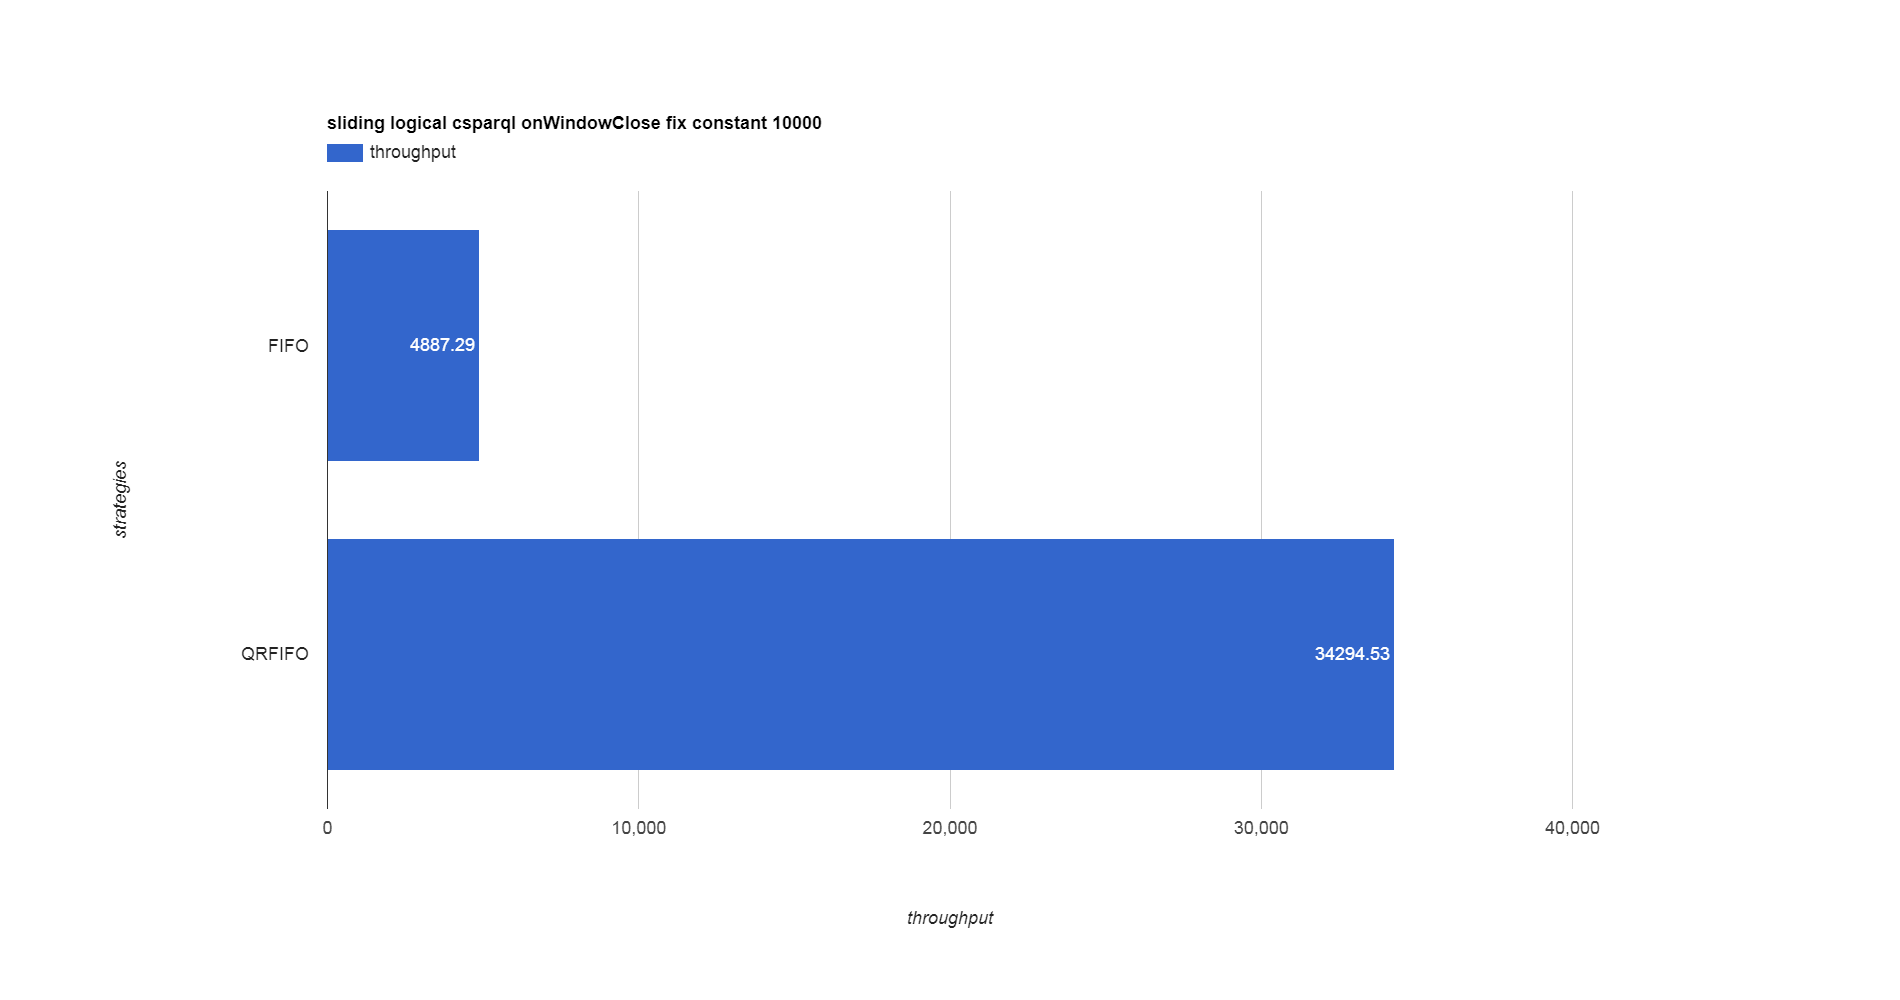 sliding logical csparql onWindowClose fix constant 10000
throughput
FIFO
4887.29
strategies
QRFIFO
34294.53
0
10,000
20,000
30,000
40,000
throughput